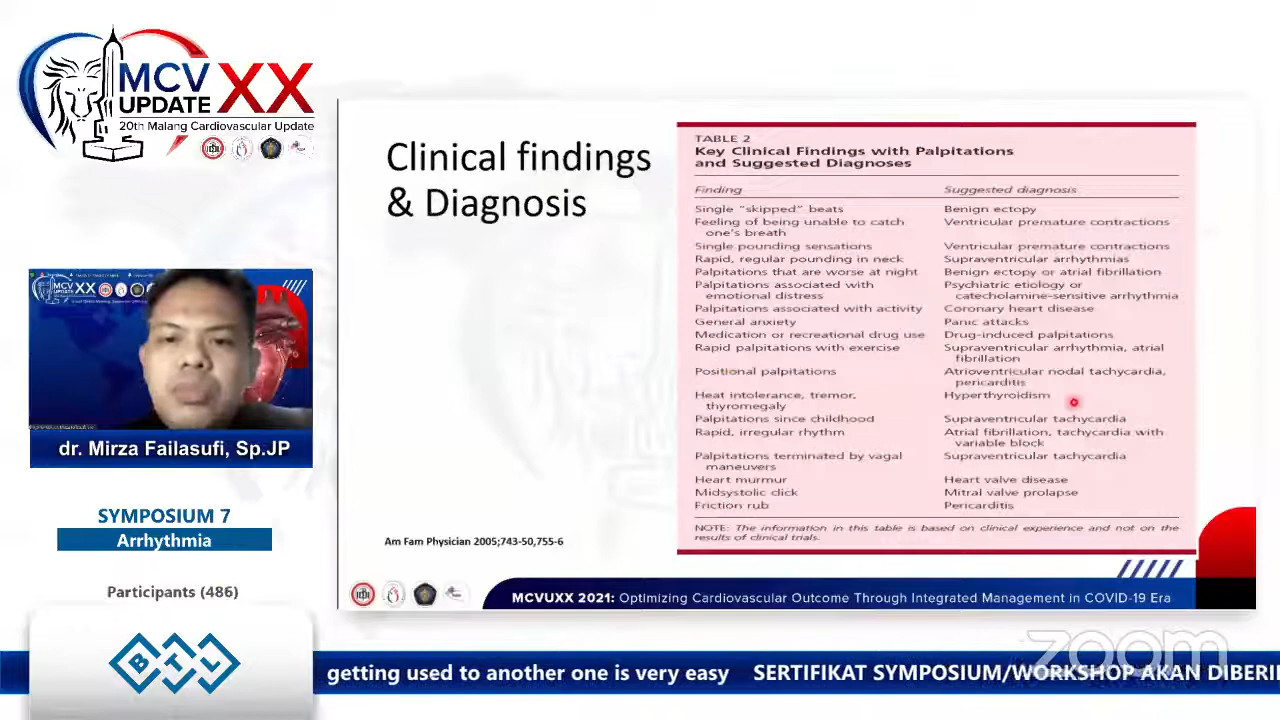 MCV
UPDATE
XX
20th Malang Cardiovascular Update
dr. Mirza Failasufi, Sp.JP
SYMPOSIUM 7
Arrhythmia
Participants (486)
BTL
Clinical findings
& Diagnosis
Am Fam Physician 2005;743-50,755-6
TABLE 2
Key Clinical Findings with Palpitations
and Suggested Diagnoses
Finding Suggested diagnosis
Single “skipped” beats Benign ectopy
Feeling of being unable to catch Ventricular premature contractions
one’s breath
Single pounding sensations Ventricular premature contractions
Rapid, regular pounding in neck Supraventricular arrhythmias
Palpitations that are worse at night Benign ectopy or atrial fibrillation
Palpitations associated with Psychiatric etiology or
emotional distress catecholamine-sensitive arrhythmia
Palpitations associated with activity Coronary heart disease
General anxiety Panic attacks
Medication or recreational drug use Drug-induced palpitations
Rapid palpitations with exercise Supraventricular arrhythmia, atrial
fibrillation
Positional palpitations Atrioventricular nodal tachycardia,
pericarditis
Heat intolerance, tremor, Hyperthyroidism
thyromegaly
Palpitations since childhood Supraventricular tachycardia
Rapid, irregular rhythm Atrial fibrillation, tachycardia with
variable block
Palpitations terminated by vagal Supraventricular tachycardia
maneuvers
Heart murmur Heart valve disease
Midsystolic click Mitral valve prolapse
Friction rub Pericarditis
NOTE: The information in this table is based on clinical experience and not on the
results of clinical trials.
MCVUXX 2021: Optimizing Cardiovascular Outcome Through Integrated Management in COVID-19 Era
zoom
getting used to another one is very easy SERTIFIKAT SYMPOSIUM/WORKSHOP AKAN DIBERI